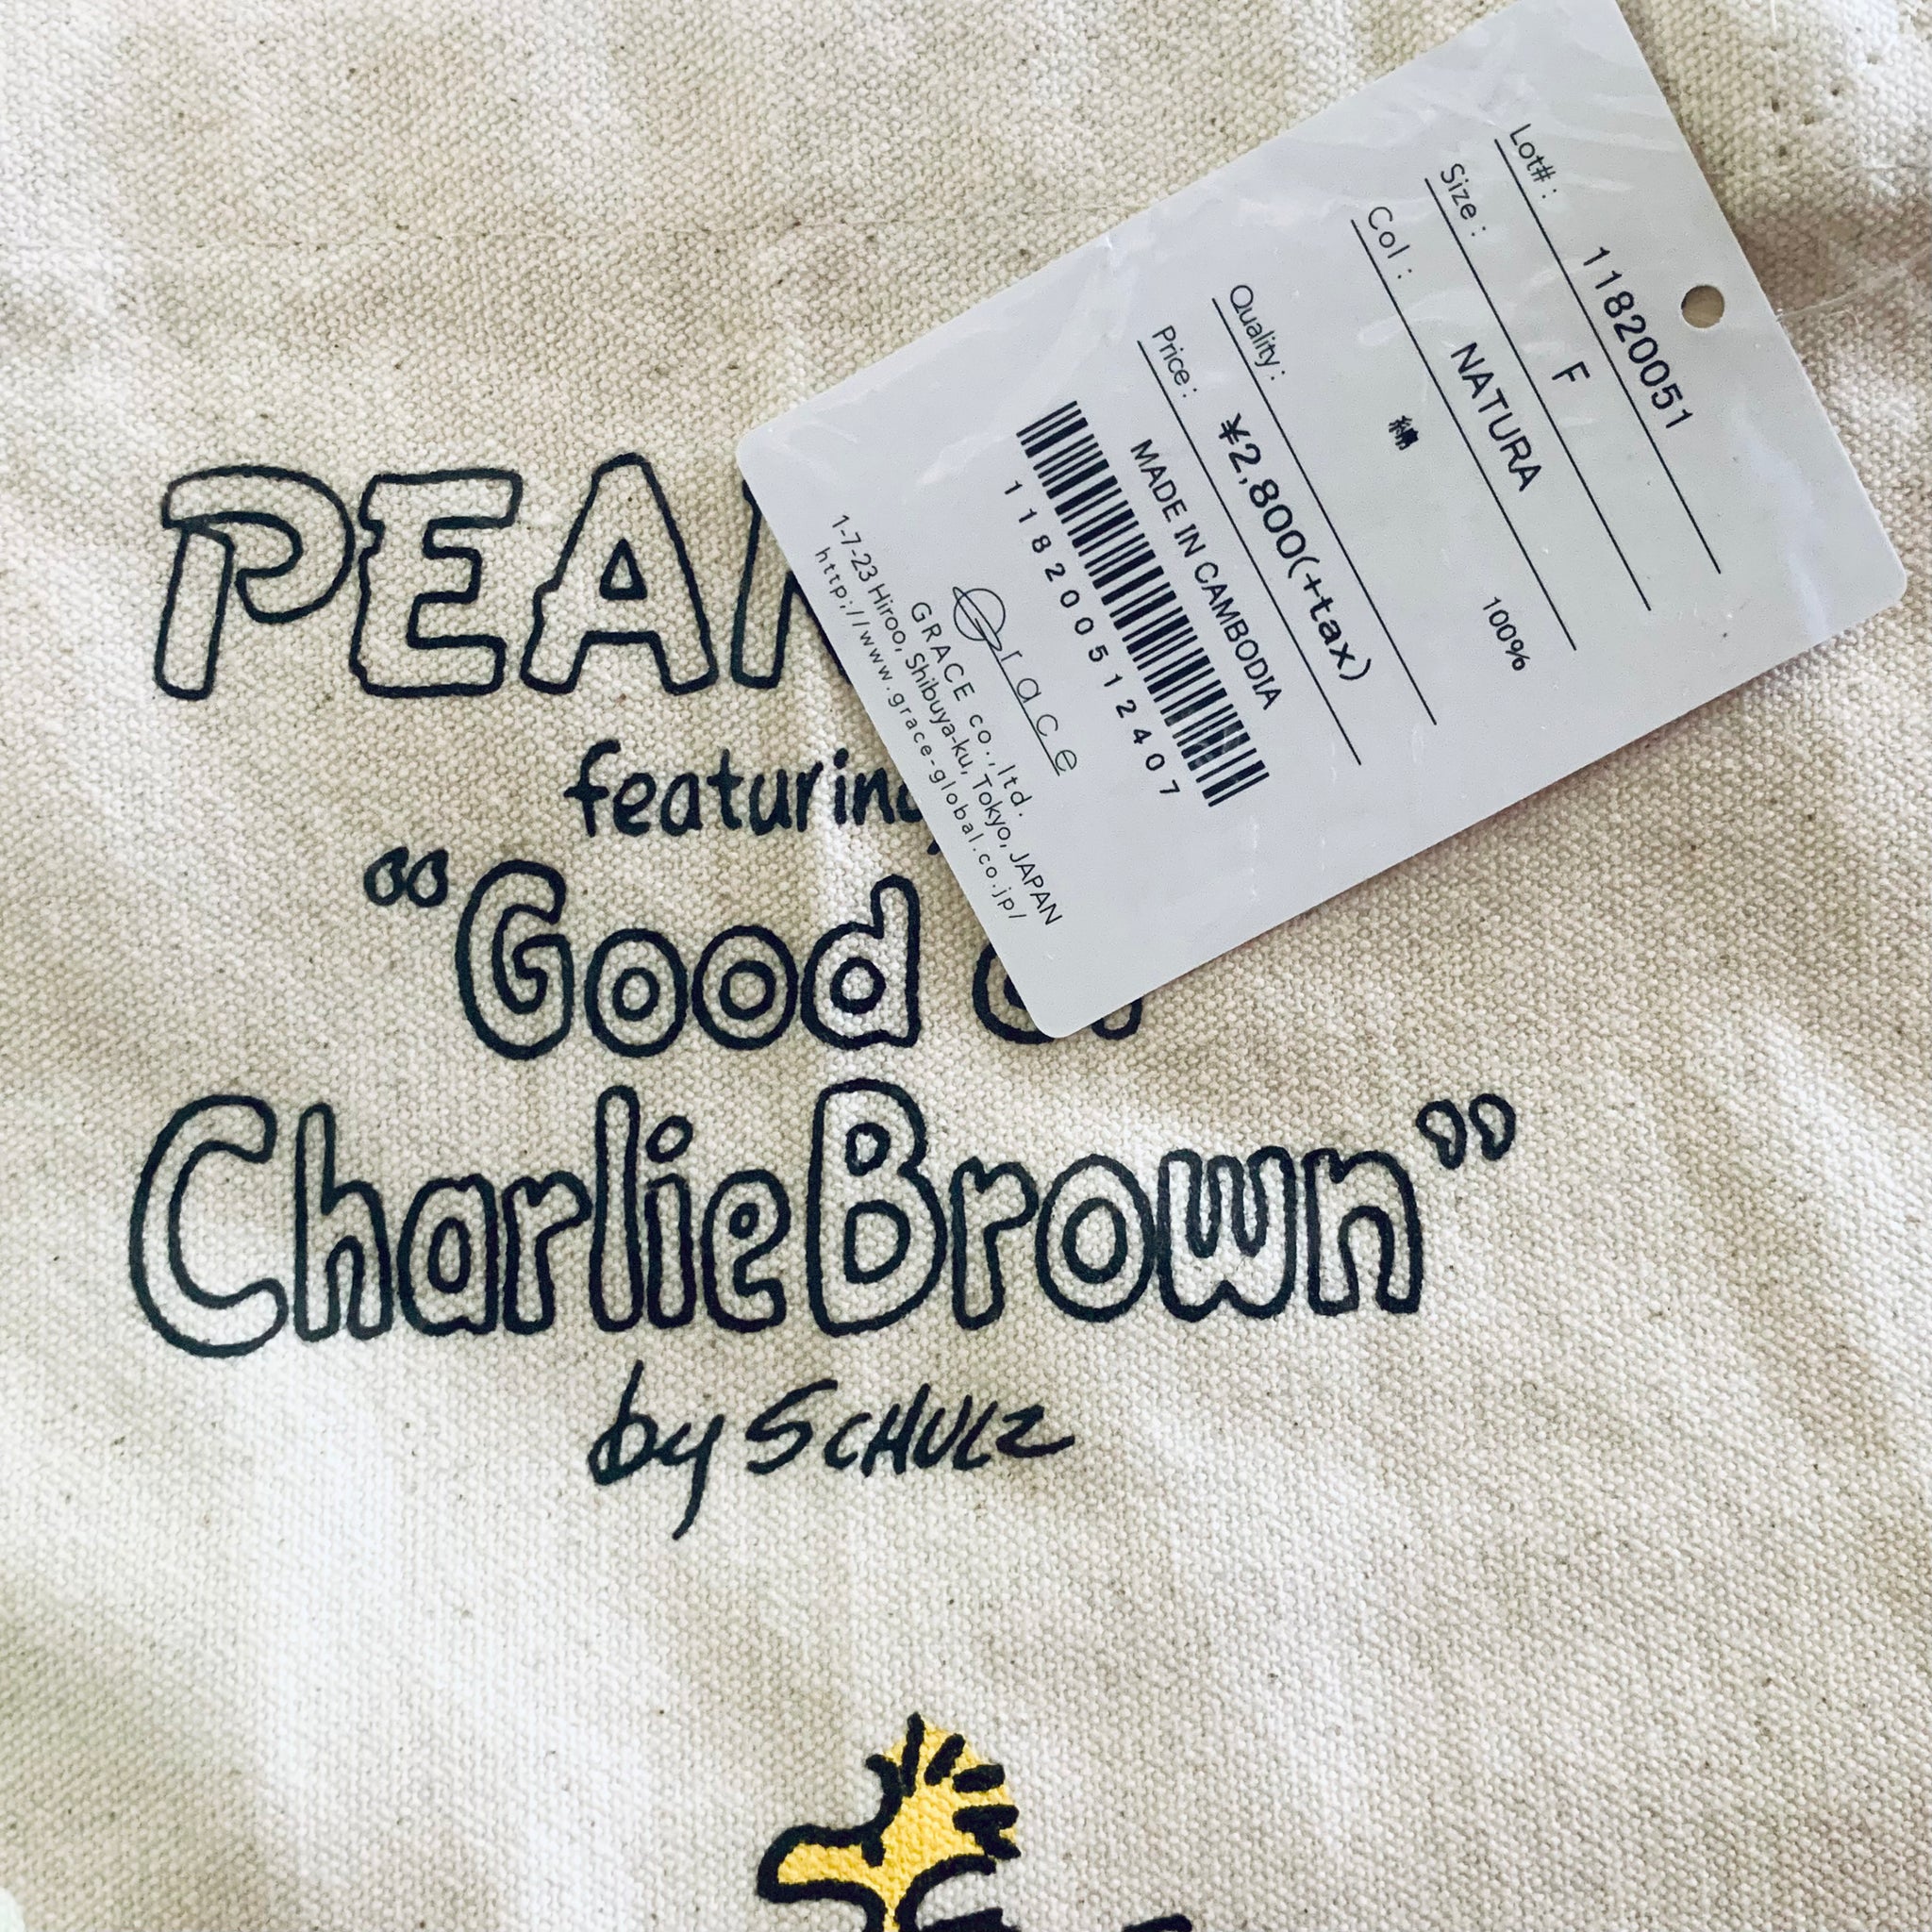 PEA
featuring
"Good Ol'
CharlieBrown"
by SCHULZ
Lot#: 11820051
Size: F
Col: NATURA
綿 100%
Quality:
Price: ¥2,800(+tax)
MADE IN CAMBODIA
1182005112407
Grace
GRACE co.,ltd.
1-7-23 Hiroo, Shibuya-ku, Tokyo, JAPAN
http://www.grace-global.co.jp/